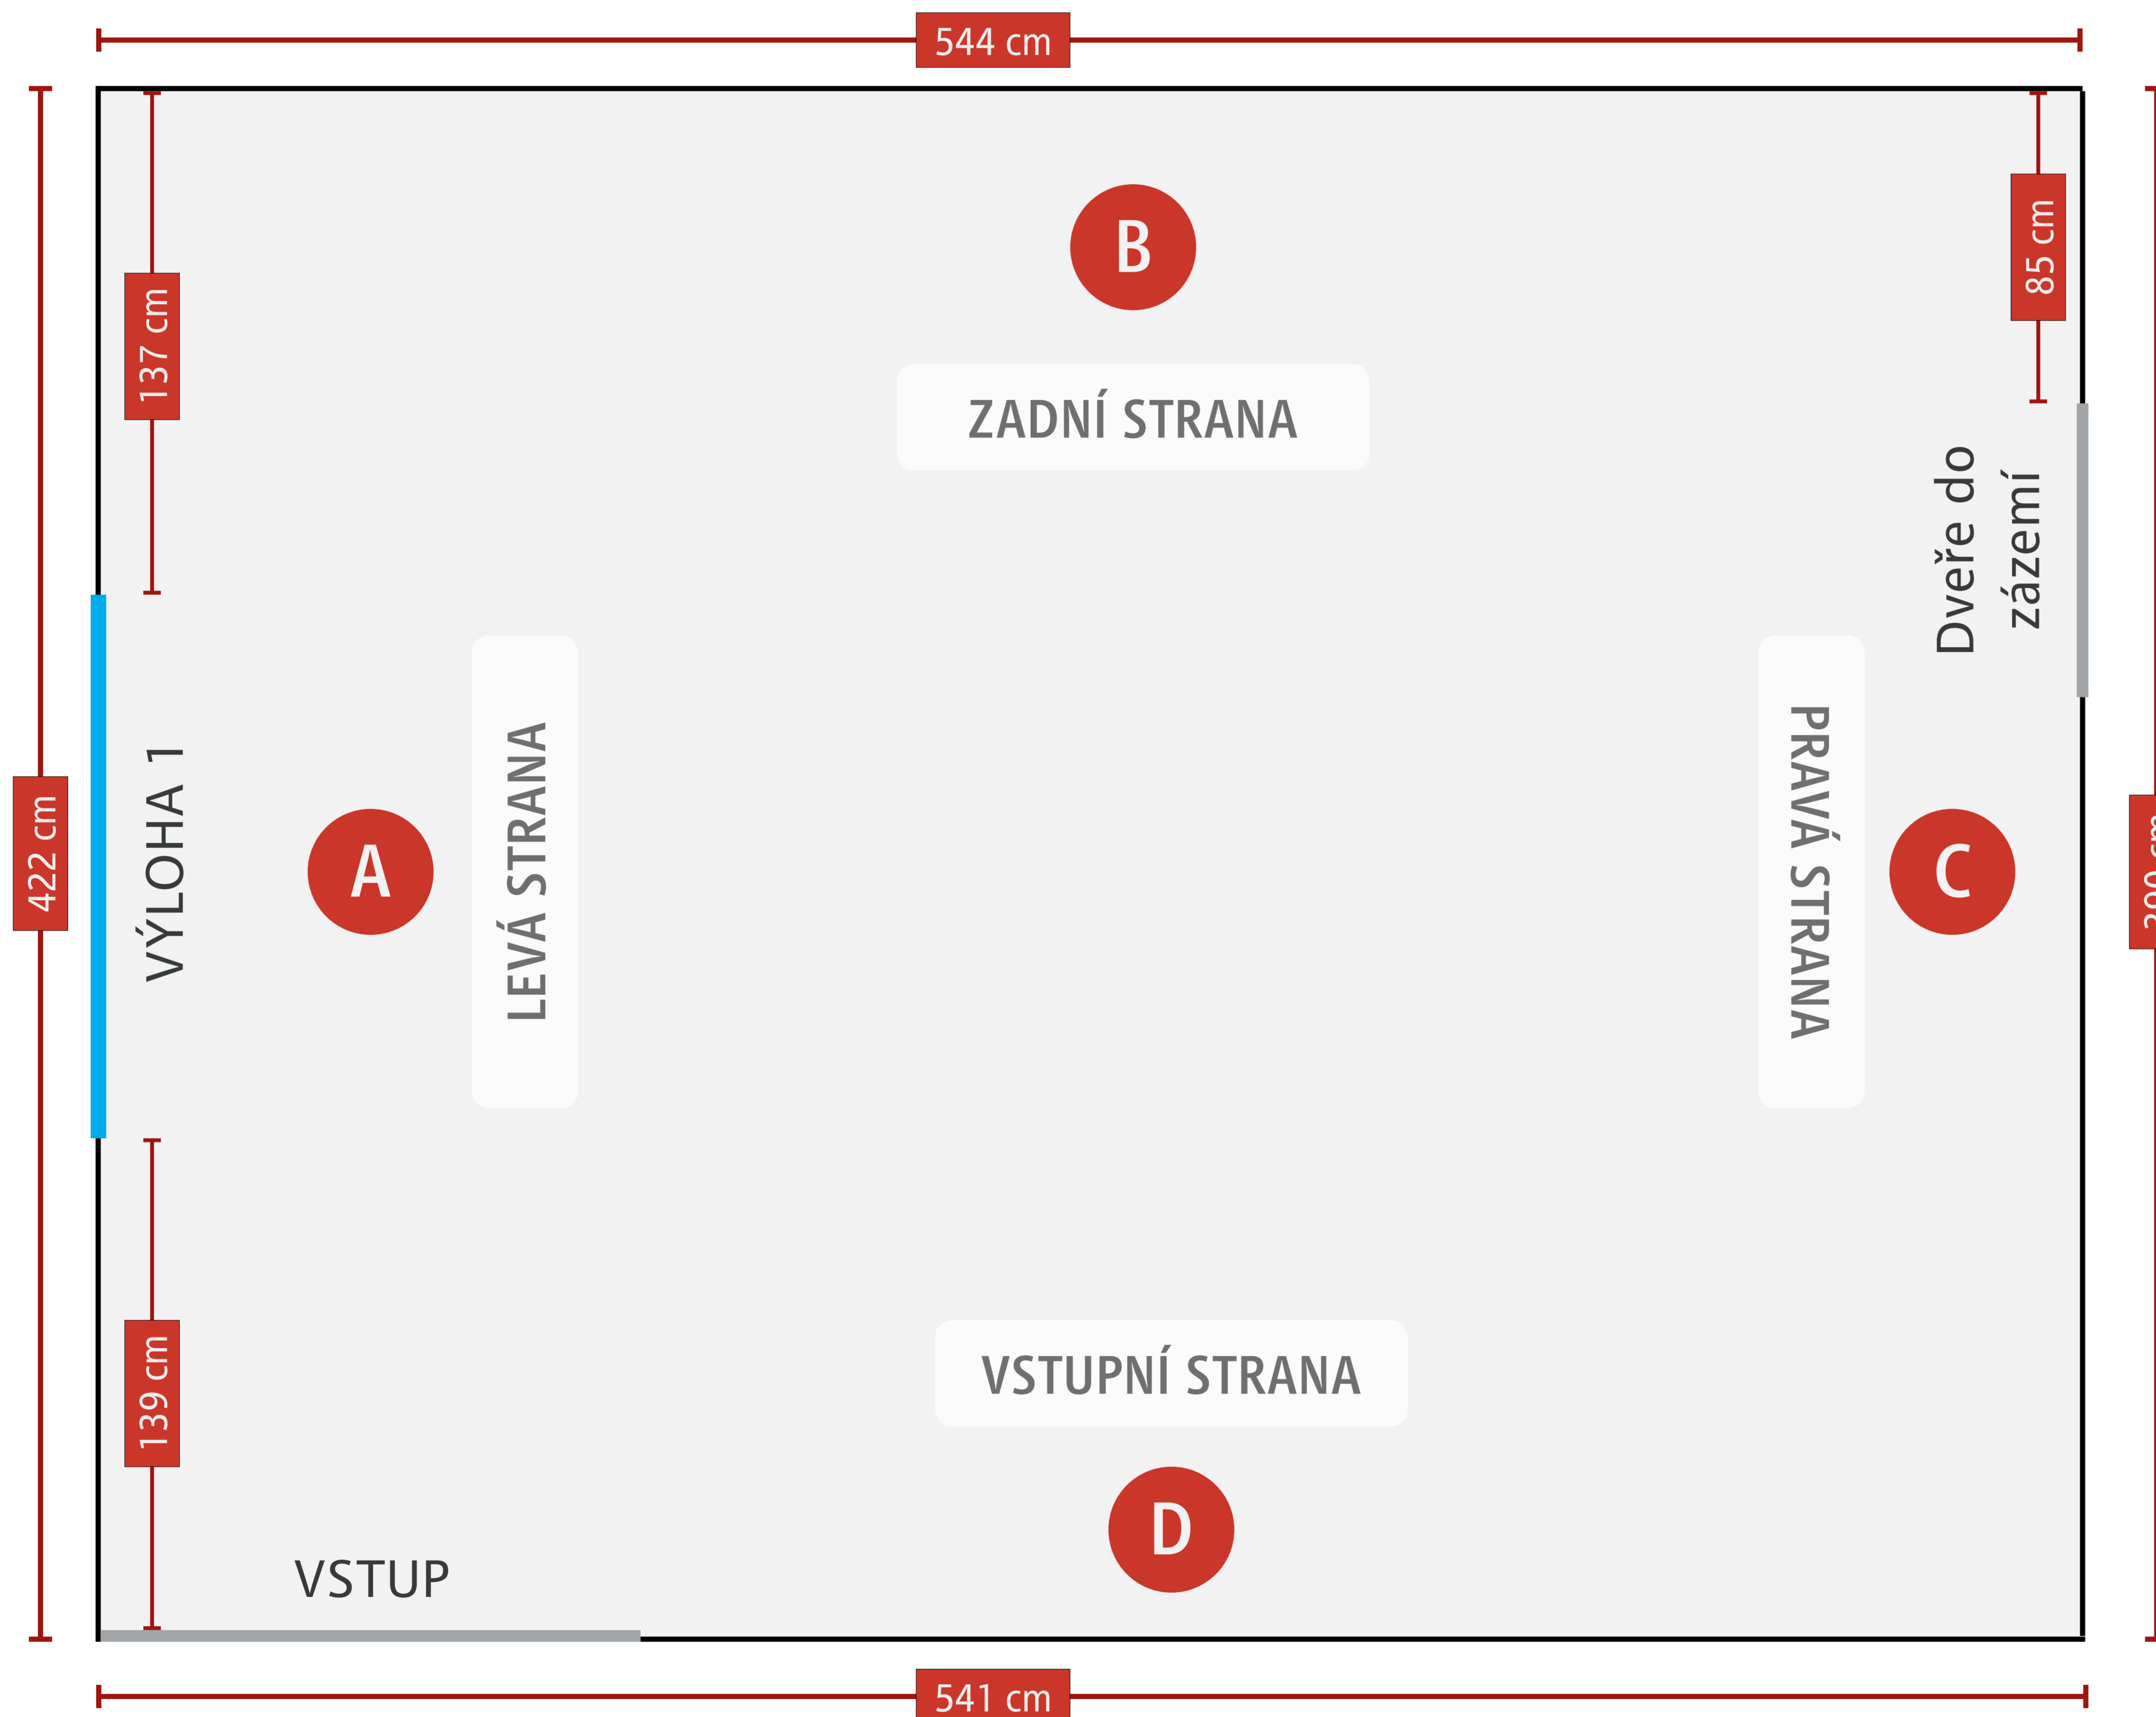 544 cm
B
ZADNÍ STRANA
137 cm
85 cm
Dveře do
zázemí
422 cm
VÝLOHA 1
A
LEVÁ STRANA
PRAVÁ STRANA
C
139 cm
VSTUPNÍ STRANA
D
VSTUP
541 cm